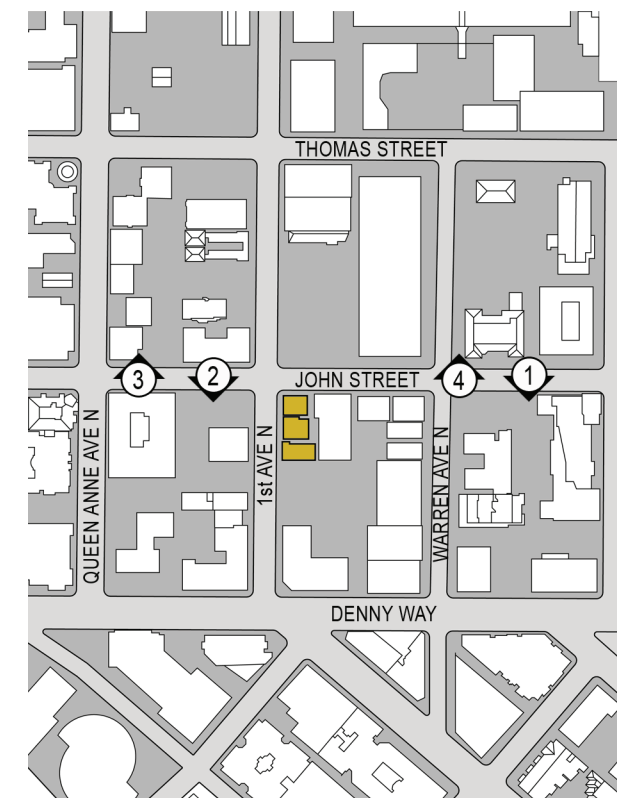 THOMAS STREET
3
2
JOHN STREET
4
1
QUEEN ANNE AVE N
1st AVE N
WARREN AVE N
DENNY WAY